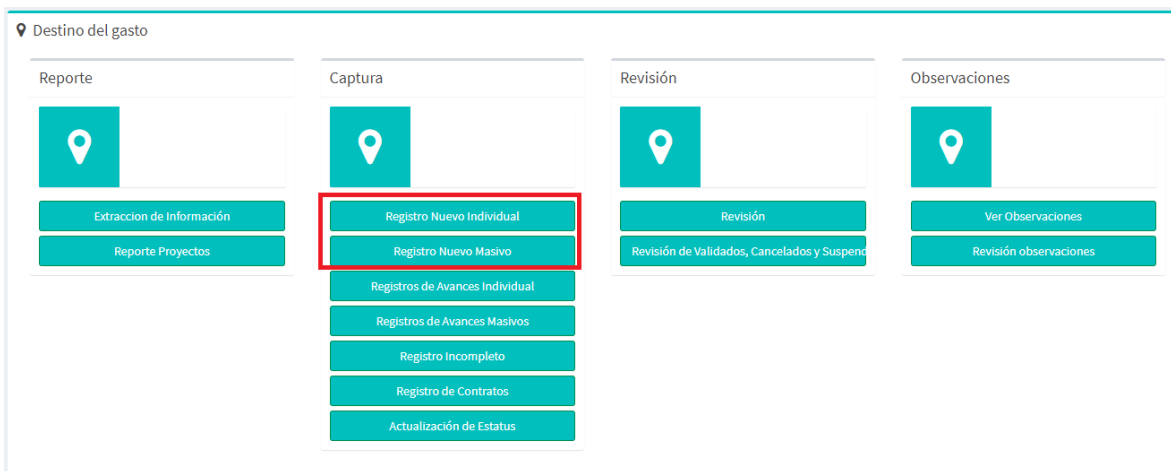 Destino del gasto
Reporte
Extraccion de Información
Reporte Proyectos
Captura
Registro Nuevo Individual
Registro Nuevo Masivo
Registros de Avances Individual
Registros de Avances Masivos
Registro Incompleto
Registro de Contratos
Actualización de Estatus
Revisión
Revisión
Revisión de Validados, Cancelados y Suspend
Observaciones
Ver Observaciones
Revisión observaciones